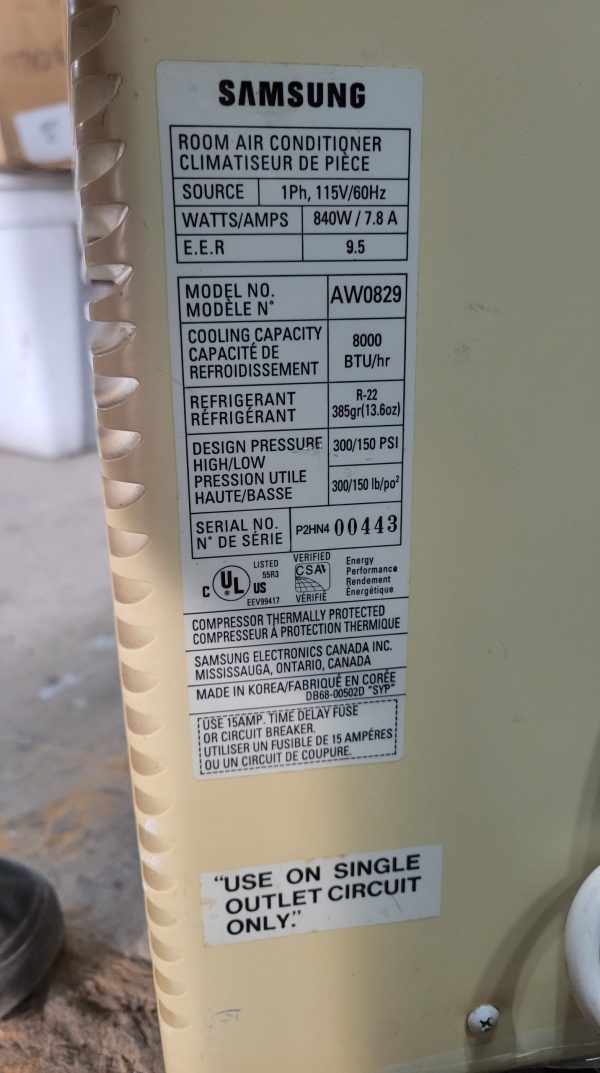 SAMSUNG
ROOM AIR CONDITIONER
CLIMATISEUR DE PIÈCE
SOURCE 1Ph, 115V/60Hz
WATTS/AMPS 840W / 7.8 A
E.E.R 9.5
MODEL NO.
MODÈLE N°
AW0829
COOLING CAPACITY
CAPACITÉ DE
REFROIDISSEMENT
8000
BTU/hr
REFRIGERANT
RÉFRIGÉRANT
R-22
385gr(13.6oz)
DESIGN PRESSURE
HIGH/LOW
PRESSION UTILE
HAUTE/BASSE
300/150 PSI
300/150 lb/po²
SERIAL NO.
N° DE SÉRIE
P2HN4 00443
C UL ® US
LISTED
55R3
EEV99417
VERIFIED
CSA
VÉRIFIÉ
Energy
Performance
Rendement
Énergétique
COMPRESSOR THERMALLY PROTECTED
COMPRESSEUR À PROTECTION THERMIQUE
SAMSUNG ELECTRONICS CANADA INC.
MISSISSAUGA, ONTARIO, CANADA
MADE IN KOREA/FABRIQUÉ EN CORÉE
DB68-00502D "SYP"
USE 15AMP. TIME DELAY FUSE
OR CIRCUIT BREAKER.
UTILISER UN FUSIBLE DE 15 AMPÉRES
OU UN CIRCUIT DE COUPURE.
“USE ON SINGLE
OUTLET CIRCUIT
ONLY.”